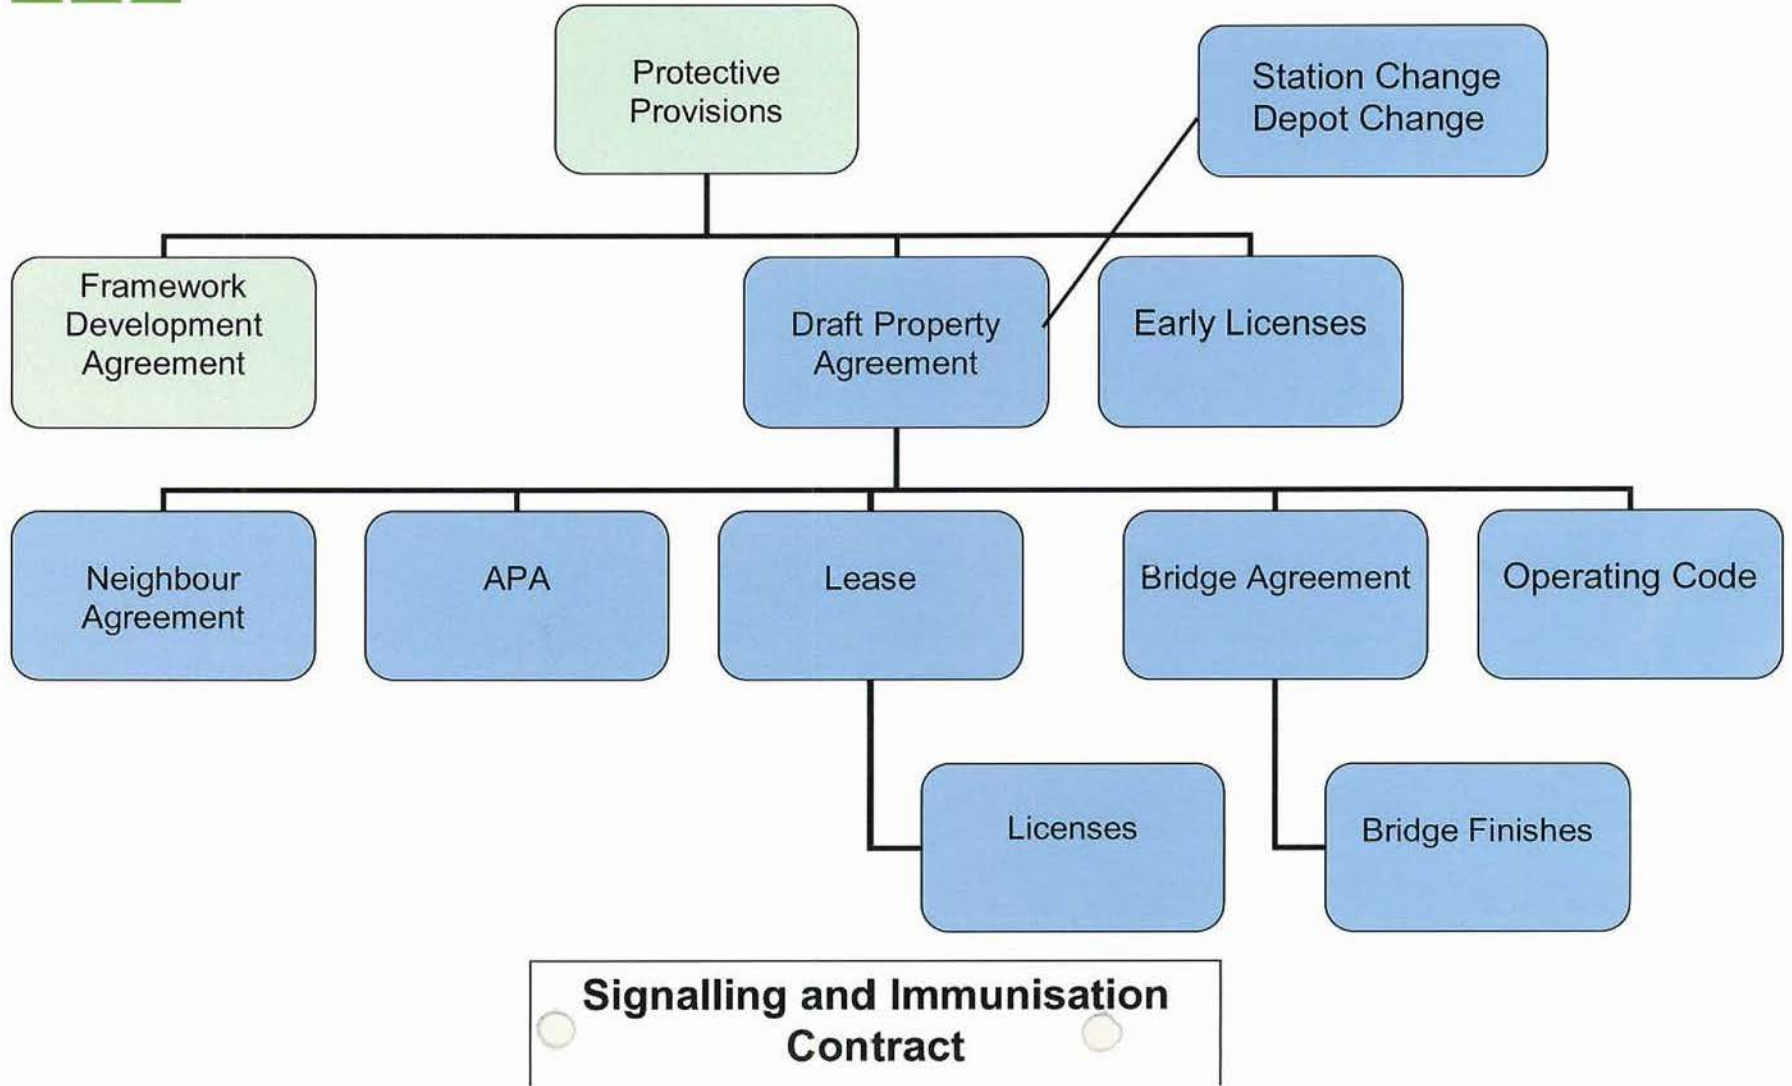 Protective
Provisions
Station Change
Depot Change
Framework
Development
Agreement
Draft Property
Agreement
Early Licenses
Neighbour
Agreement
APA
Lease
Bridge Agreement
Operating Code
Licenses
Bridge Finishes
Signalling and Immunisation
Contract